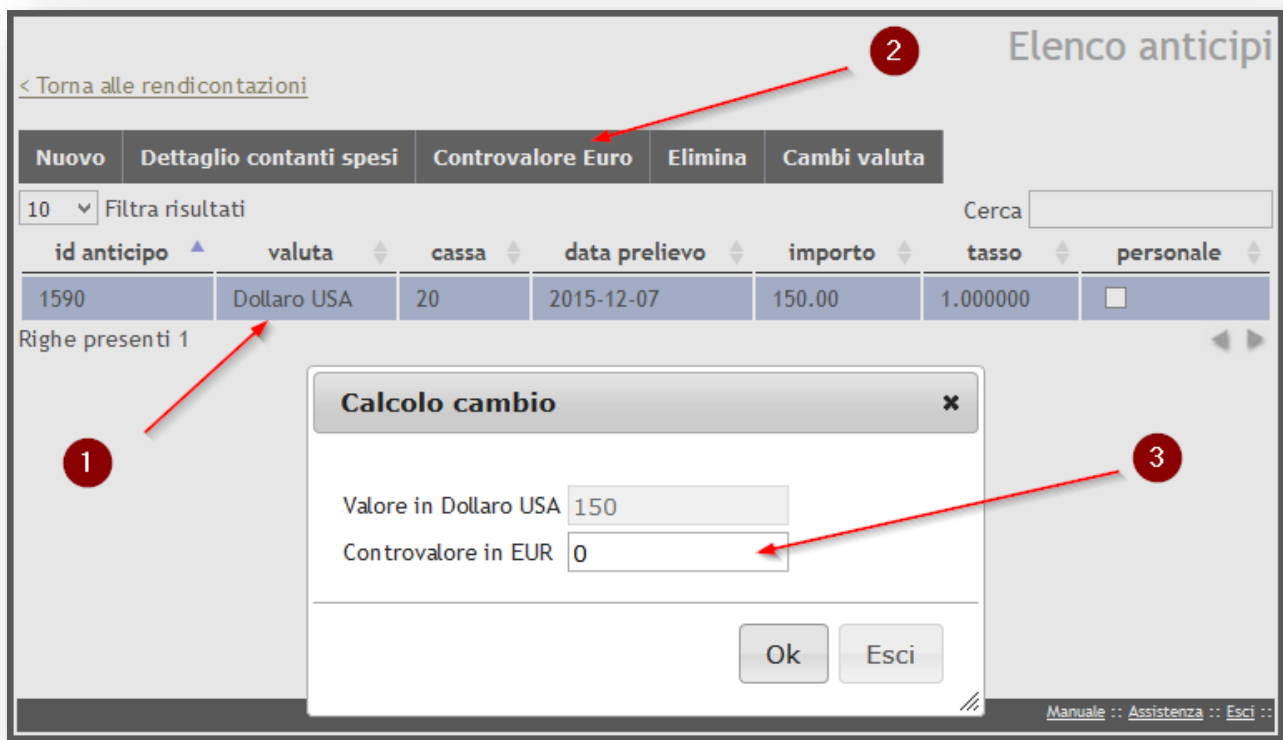 2
Elenco anticipi
< Torna alle rendicontazioni
Nuovo Dettaglio contanti spesi Controvalore Euro Elimina Cambi valuta
10 Filtra risultati Cerca
id anticipo valuta cassa data prelievo importo tasso personale
1590 Dollaro USA 20 2015-12-07 150.00 1.000000
Righe presenti 1
Calcolo cambio
1
3
Valore in Dollaro USA 150
Controvalore in EUR 0
Ok Esci
Manuale :: Assistenza :: Esci ::